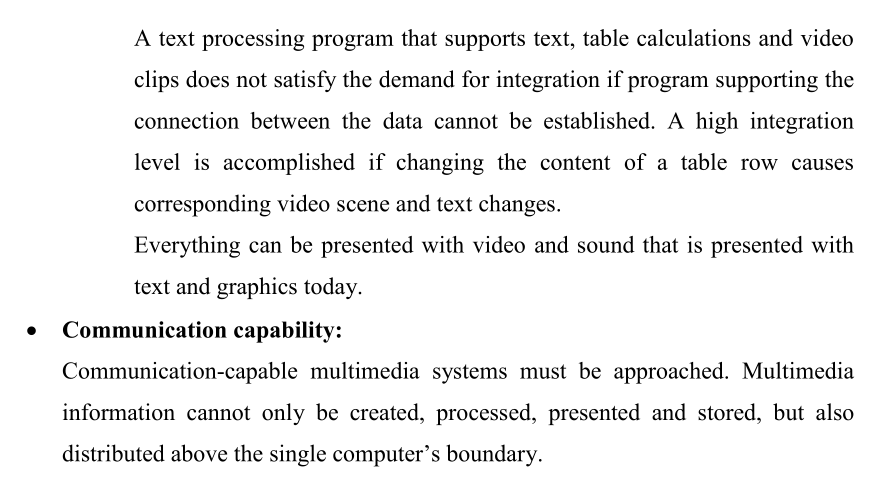 A text processing program that supports text, table calculations and video
clips does not satisfy the demand for integration if program supporting the
connection between the data cannot be established. A high integration
level is accomplished if changing the content of a table row causes
corresponding video scene and text changes.
Everything can be presented with video and sound that is presented with
text and graphics today.
• Communication capability:
Communication-capable multimedia systems must be approached. Multimedia
information cannot only be created, processed, presented and stored, but also
distributed above the single computer’s boundary.